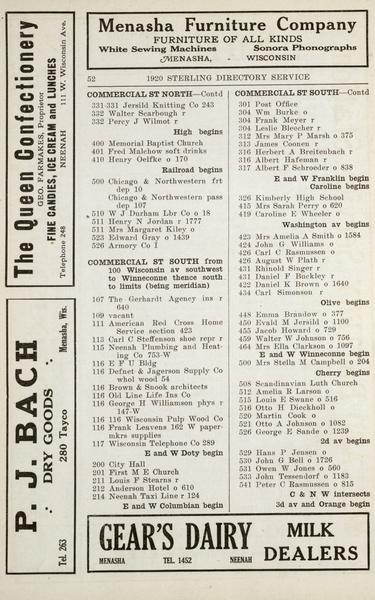 Menasha Furniture Company
FURNITURE OF ALL KINDS
White Sewing Machines Sonora Phonographs
MENASHA, - WISCONSIN
52 1920 STERLING DIRECTORY SERVICE
COMMERCIAL ST NORTH—Contd
331-331 Jersild Knitting Co 243
332 Walter Scarbough r
332 Percy J Wilmot r
High begins
400 Memorial Baptist Church
401 Fred Malchow soft drinks
410 Henry Oelfke o 170
Railroad begins
500 Chicago & Northwestern frt
dep 10
Chicago & Northwestern pass
dep 107
510 W J Durham Lbr Co o 18
511 Henry N Jordan r 1777
511 Mrs Margaret Kiley o
523 Edward Gray o 1439
526 Armory Co I
COMMERCIAL ST SOUTH from
100 Wisconsin av southwest
to Winnecomne thence south
to limits (being meridian)
107 The Gerhardt Agency ins r
640
109 vacant
111 American Red Cross Home
Service section 423
113 Carl C Steffenson shoe repr r
115 Neenah Plumbing and Heat-
ing Co 753-W
116 E F U Bldg
116 Defnet & Jagerson Supply Co
whol wood 54
116 Brown & Snook architects
116 Old Line Life Ins Co
116 George H Williamson phys r
147-W
116 116 Wisconsin Pulp Wood Co
116 Frank Leavens 162 W paper-
mkrs supplies
117 Wisconsin Telephone Co 289
E and W Doty begin
200 City Hall
201 First M E Church
211 Louis F Stearns r
212 Anderson Hotel o 610
214 Neenah Taxi Line r 124
E and W Columbian begin
COMMERCIAL ST SOUTH—Contd
301 Post Office
304 Wm Burke o
304 Frank Meyer r
304 Leslie Bleecher r
312 Mrs Mary P Marsh o 375
313 James Coonen r
316 Herbert A Breitenbach r
316 Albert Hafeman r
317 Albert F Schroeder o 838
E and W Franklin begin
Caroline begins
326 Kimberly High School
415 Mrs Sarah Perry o 620
419 Caroline E Wheeler o
Washington av begins
423 Mrs Amelia A Smith o 1584
424 John G Williams o
426 Carl C Rasmussen o
426 August W Plath r
431 Rhinold Singer r
431 Daniel F Buckley r
422 Daniel K Brown o 1640
434 Carl Simonson r
Olive begins
448 Emma Brandow o 377
450 Evald M Jersild o 1100
455 Jacob Howard o 729
459 Walter W Johnson o 756
464 Mrs Ella Clarkson o 1097
E and W Winneconne begin
500 Mrs Stella M Campbell o 204
Cherry begins
508 Scandinavian Luth Church
512 Amelia R Larson o
515 Louis E Swane o 516
516 Otto H Dieckhoff o
520 Martin Cook o
521 Otto A Johnson o 1082
526 George E Sande o 1239
2d av begins
529 Hans P Jensen o
530 John G Bell o 1726
531 Owen W Jones o 560
533 John Tessendorf o 1183
541 Peter C Rasmussen o 815
C & N W intersects
3d av and Orange begin
The Queen Confectionery
GEO. FARMAKES, Proprietor
FINE CANDIES, ICE CREAM and LUNCHES
Telephone 248 NEENAH 111 W. Wisconsin Ave.
P. J. BACH
DRY GOODS
Tel. 263 280 Tayco Menasha, Wis.
GEAR'S DAIRY MILK DEALERS
MENASHA TEL. 1452 NEENAH